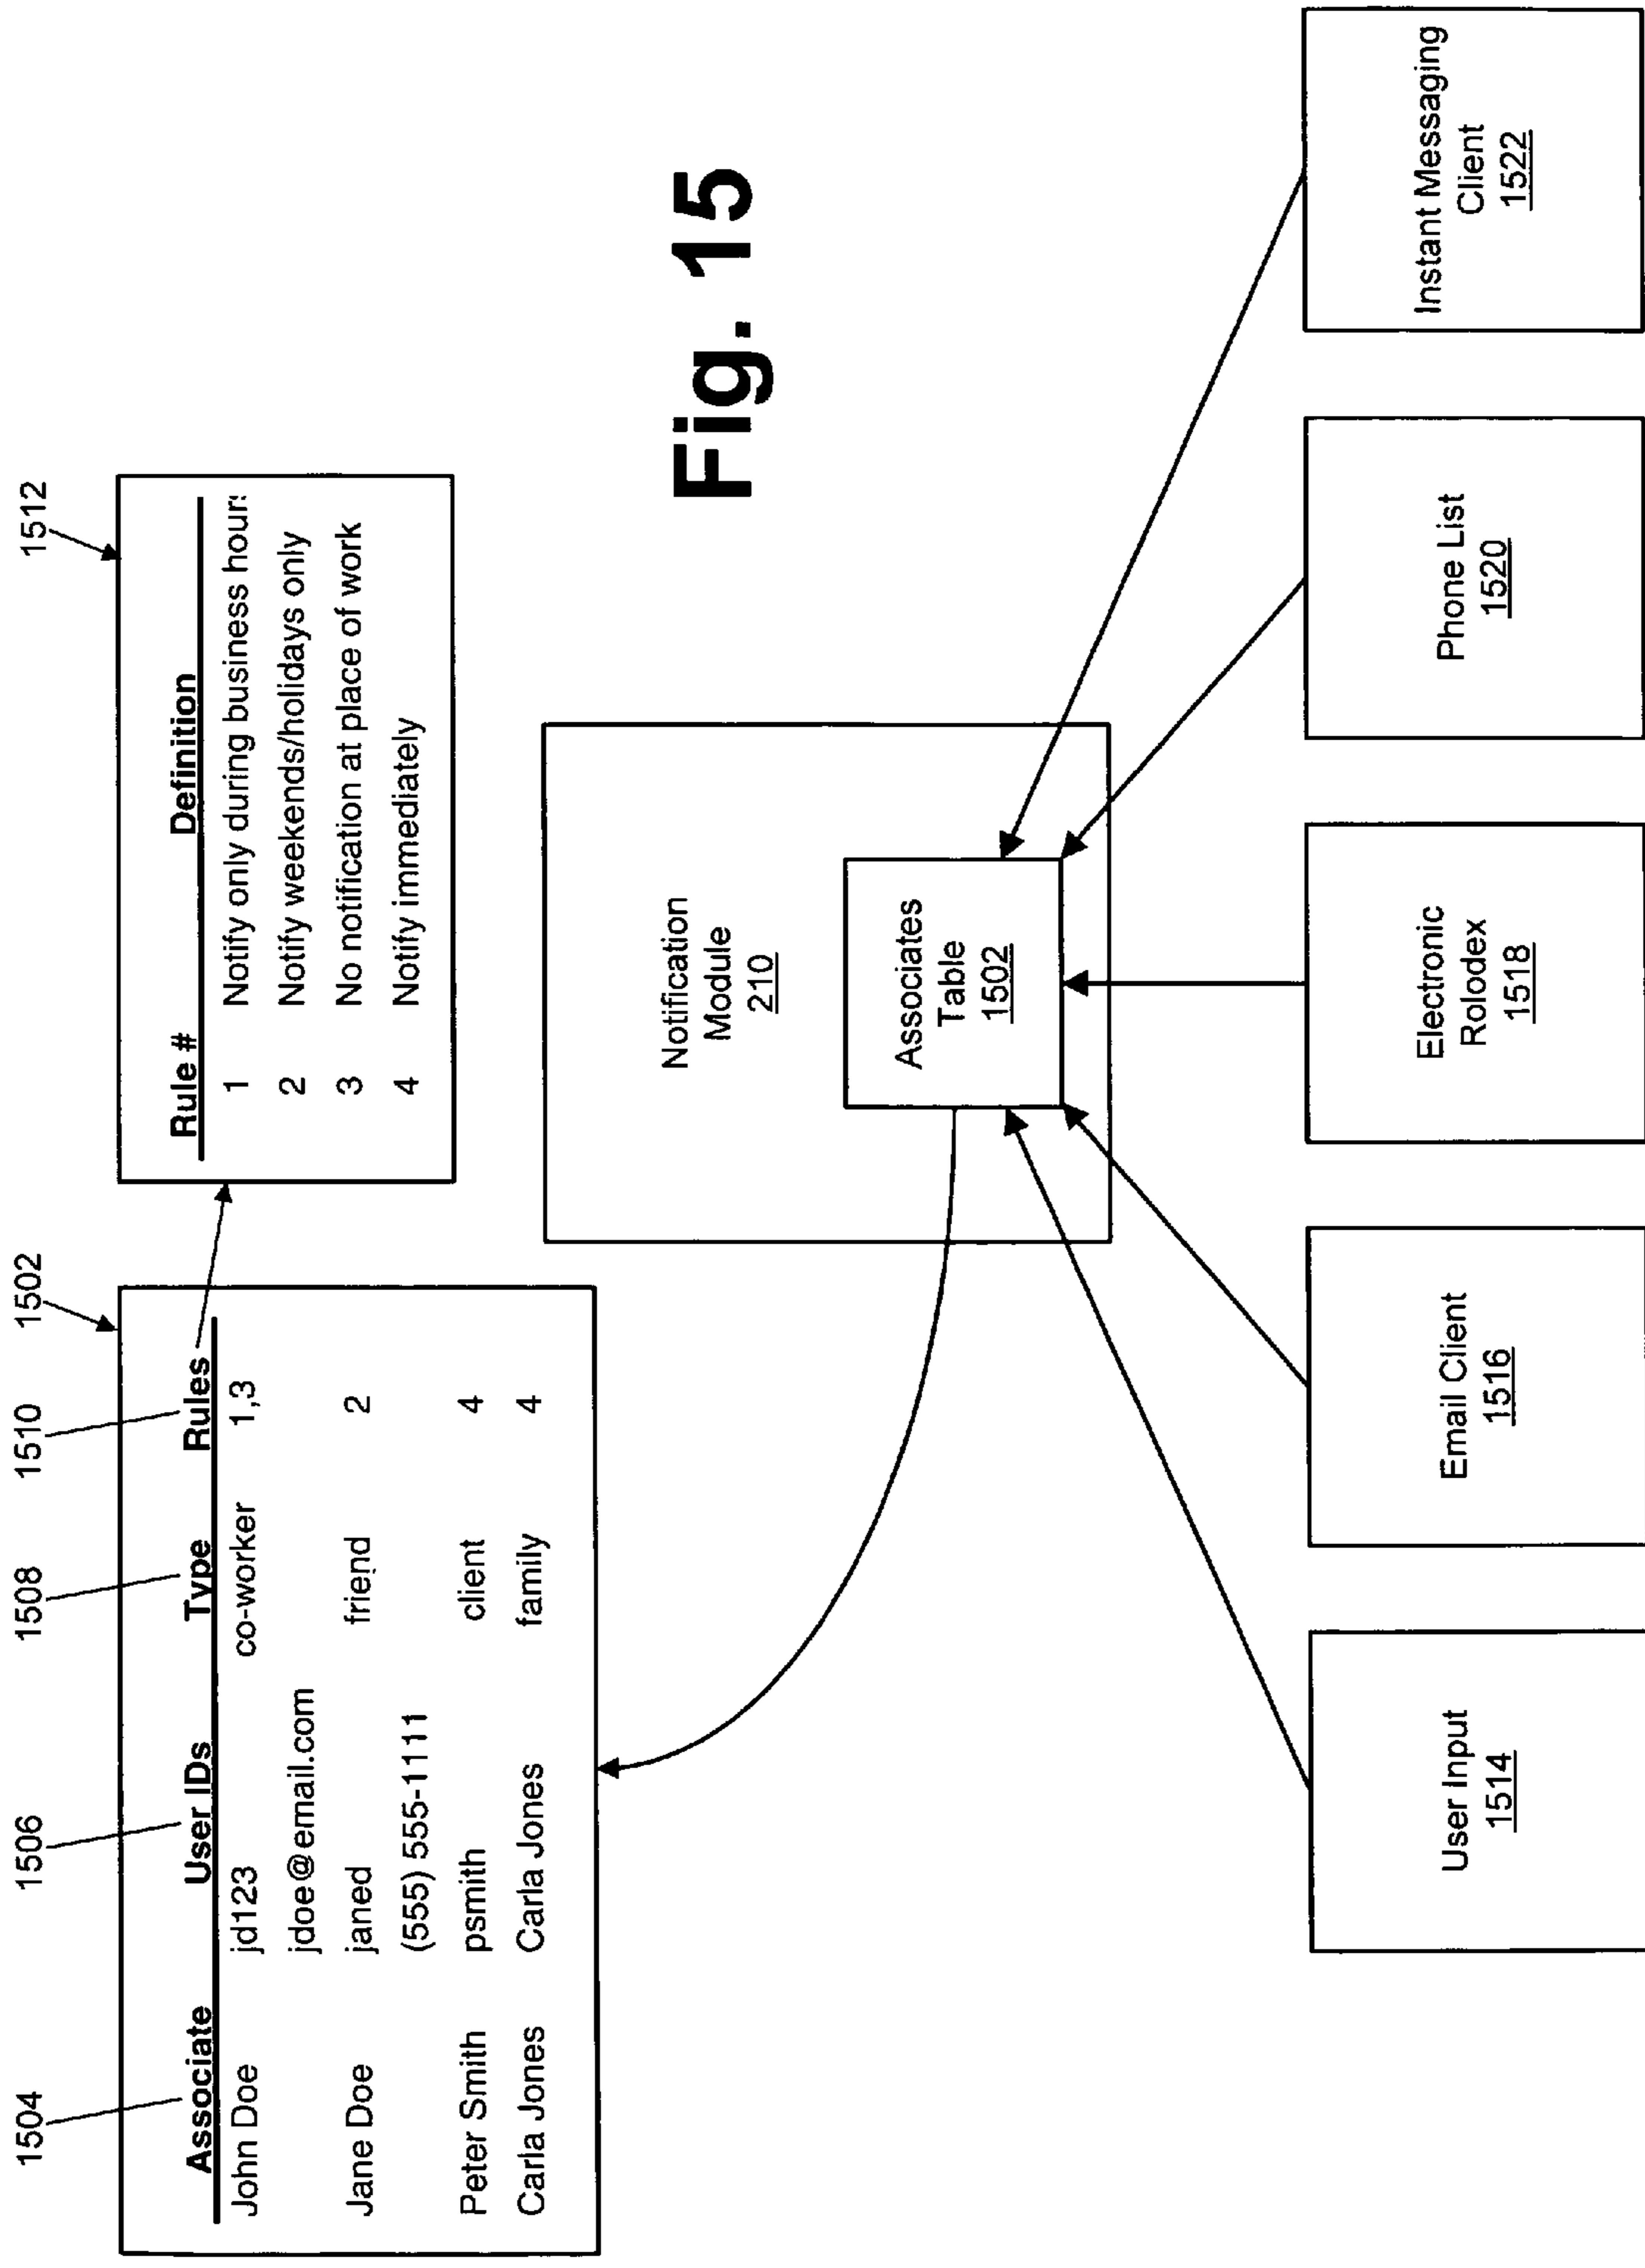 1504
1506
1508
1510
1502
Associate User IDs Type Rules
John Doe jd123 co-worker 1,3
jdoe@email.com
Jane Doe janed friend 2
(555) 555-1111
Peter Smith psmith client 4
Carla Jones Carla Jones family 4
1512
Rule # Definition
1 Notify only during business hours
2 Notify weekends/holidays only
3 No notification at place of work
4 Notify immediately
Fig. 15
Notification
Module
210
Associates
Table
1502
User Input
1514
Email Client
1516
Electronic
Rolodex
1518
Phone List
1520
Instant Messaging
Client
1522